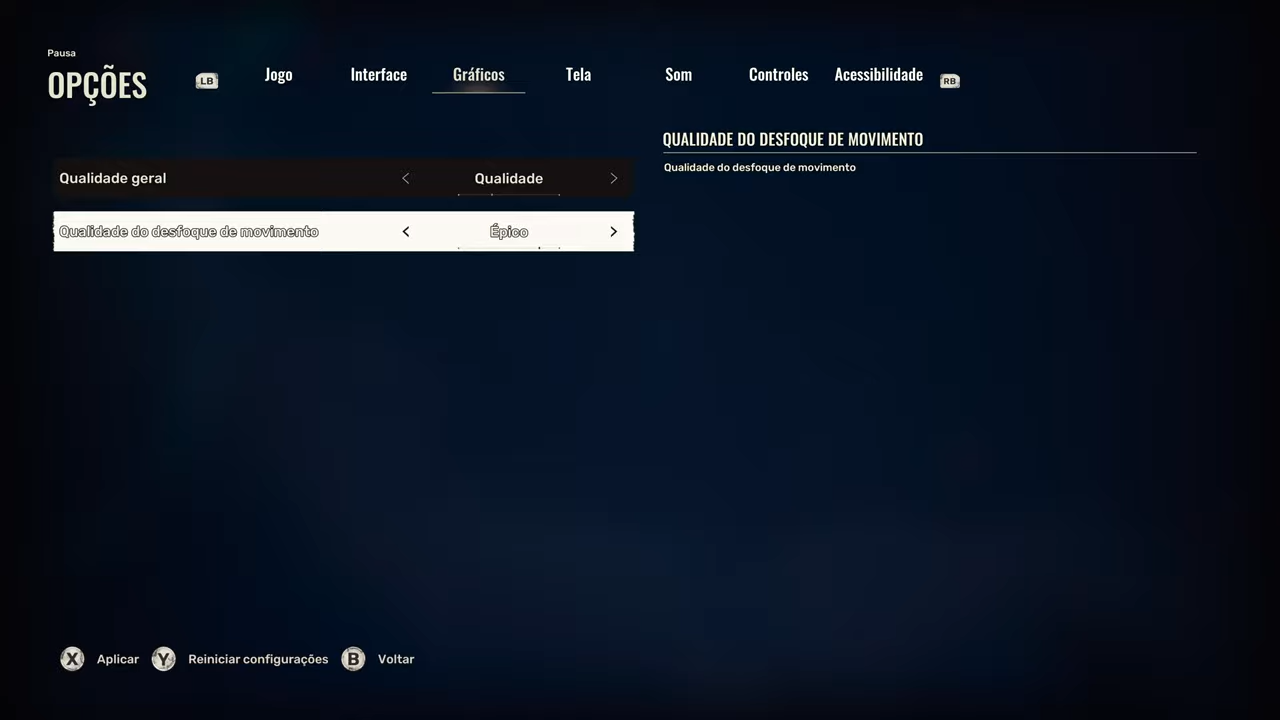 Pausa
OPÇÕES
LB Jogo Interface Gráficos Tela Som Controles Acessibilidade RB
QUALIDADE DO DESFOQUE DE MOVIMENTO
Qualidade do desfoque de movimento
Qualidade geral < Qualidade >
Qualidade do desfoque de movimento < Épico >
X Aplicar Y Reiniciar configurações B Voltar